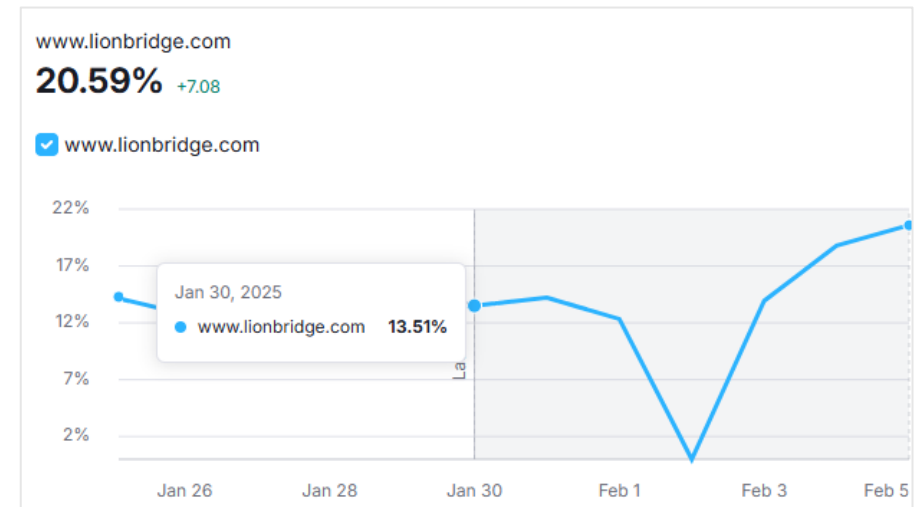 www.lionbridge.com
20.59% +7.08
www.lionbridge.com
22%
17%
12%
7%
2%
Jan 30, 2025
www.lionbridge.com 13.51%
La
Jan 26 Jan 28 Jan 30 Feb 1 Feb 3 Feb 5